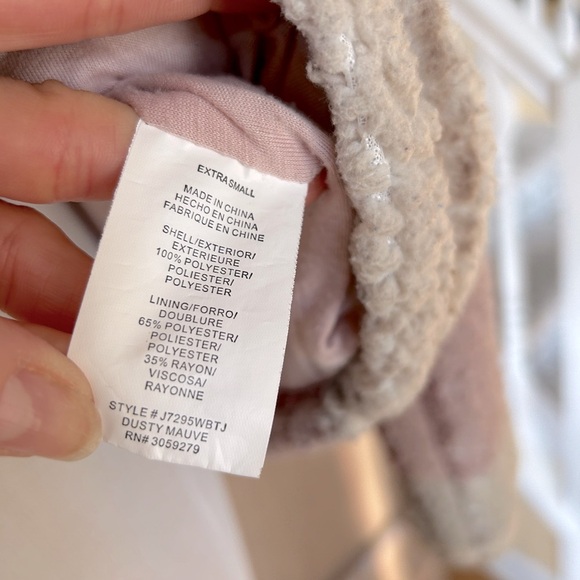 EXTRA SMALL
MADE IN CHINA
HECHO EN CHINA
FABRIQUE EN CHINE
SHELL/EXTERIOR/
EXTERIEURE
100% POLYESTER/
POLIESTER/
POLYESTER
LINING/FORRO/
DOUBLURE
65% POLYESTER/
POLIESTER/
POLYESTER
35% RAYON/
VISCOSA/
RAYONNE
STYLE # J7295WBTJ
DUSTY MAUVE
RN# 3059279